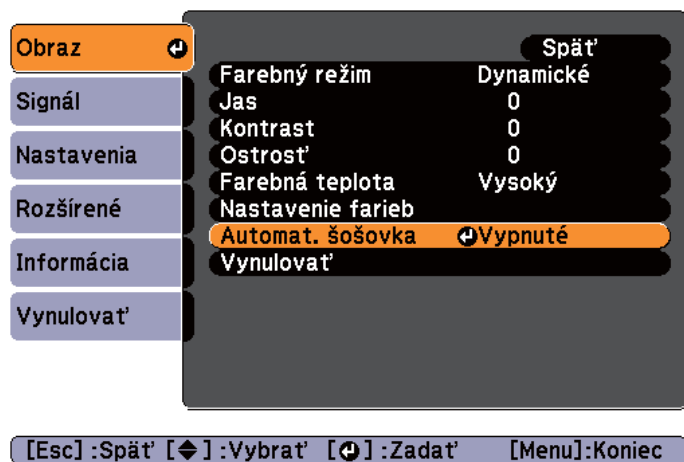 Obraz
Signál
Nastavenia
Rozšírené
Informácia
Vynulovať
Späť
Farebný režim Dynamické
Jas 0
Kontrast 0
Ostrosť 0
Farebná teplota Vysoký
Nastavenie farieb
Automat. šošovka Vypnuté
Vynulovať
[Esc] :Späť [◆] :Vybrať [↵] :Zadať [Menu]:Koniec